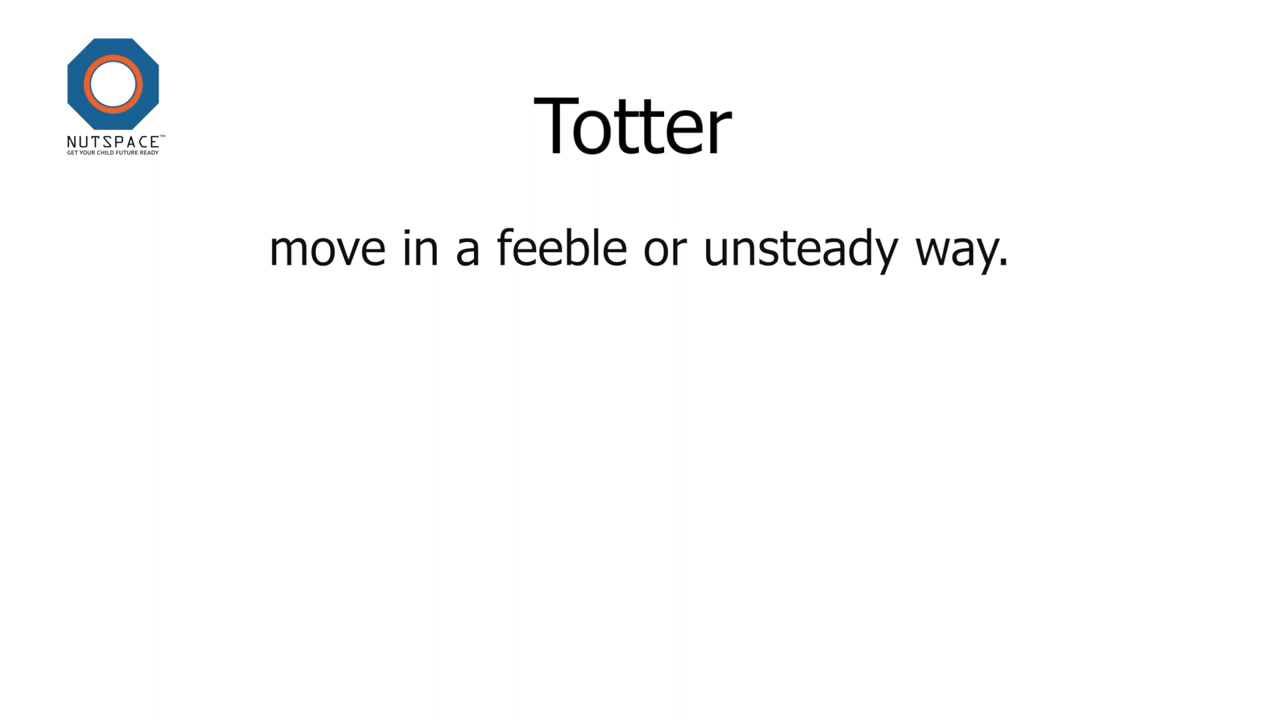 Totter
NUTSPACE™
GET YOUR CHILD FUTURE READY
move in a feeble or unsteady way.